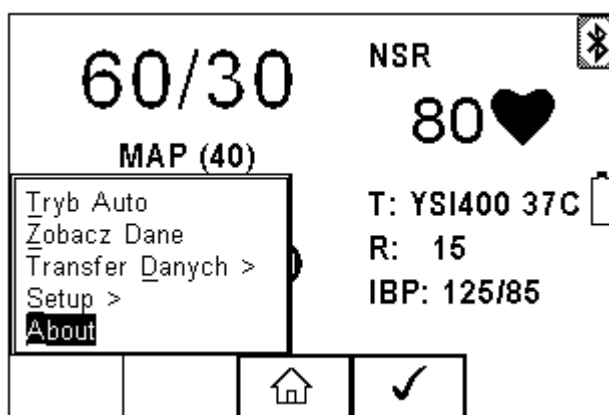 60/30
MAP (40)
NSR
80
T: YSI400 37C
R: 15
IBP: 125/85
Tryb Auto
Zobacz Dane
Transfer Danych >
Setup >
About